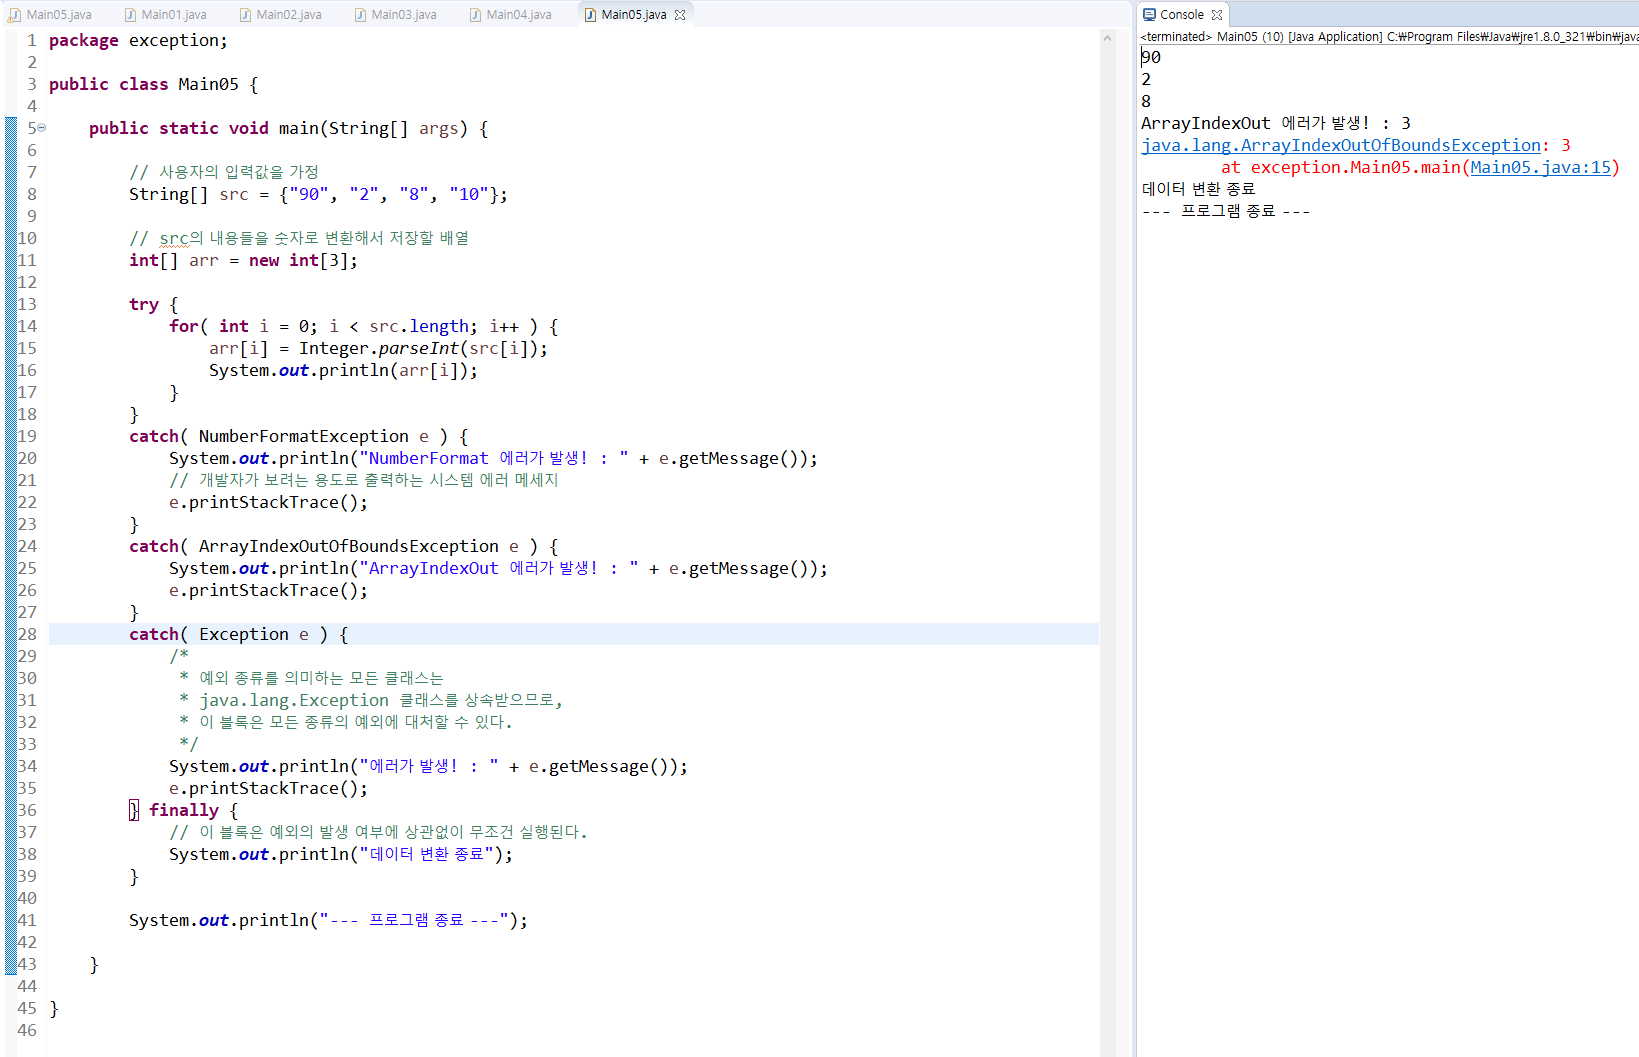 Main05.java Main01.java Main02.java Main03.java Main04.java Main05.java
1 package exception;
2
3 public class Main05 {
4
5 public static void main(String[] args) {
6
7 // 사용자의 입력값을 가정
8 String[] src = {"90", "2", "8", "10"};
9
10 // src의 내용들을 숫자로 변환해서 저장할 배열
11 int[] arr = new int[3];
12
13 try {
14 for( int i = 0; i < src.length; i++ ) {
15 arr[i] = Integer.parseInt(src[i]);
16 System.out.println(arr[i]);
17 }
18 }
19 catch( NumberFormatException e ) {
20 System.out.println("NumberFormat 에러가 발생! : " + e.getMessage());
21 // 개발자가 보려는 용도로 출력하는 시스템 에러 메세지
22 e.printStackTrace();
23 }
24 catch( ArrayIndexOutOfBoundsException e ) {
25 System.out.println("ArrayIndexOut 에러가 발생! : " + e.getMessage());
26 e.printStackTrace();
27 }
28 catch( Exception e ) {
29 /*
30 * 예외 종류를 의미하는 모든 클래스는
31 * java.lang.Exception 클래스를 상속받으므로,
32 * 이 블록은 모든 종류의 예외에 대처할 수 있다.
33 */
34 System.out.println("에러가 발생! : " + e.getMessage());
35 e.printStackTrace();
36 } finally {
37 // 이 블록은 예외의 발생 여부에 상관없이 무조건 실행된다.
38 System.out.println("데이터 변환 종료");
39 }
40
41 System.out.println("--- 프로그램 종료 ---");
42
43 }
44
45 }
46
Console
<terminated> Main05 (10) [Java Application] C:₩Program Files₩Java₩jre1.8.0_321₩bin₩java
90
2
8
ArrayIndexOut 에러가 발생! : 3
java.lang.ArrayIndexOutOfBoundsException: 3
at exception.Main05.main(Main05.java:15)
데이터 변환 종료
--- 프로그램 종료 ---